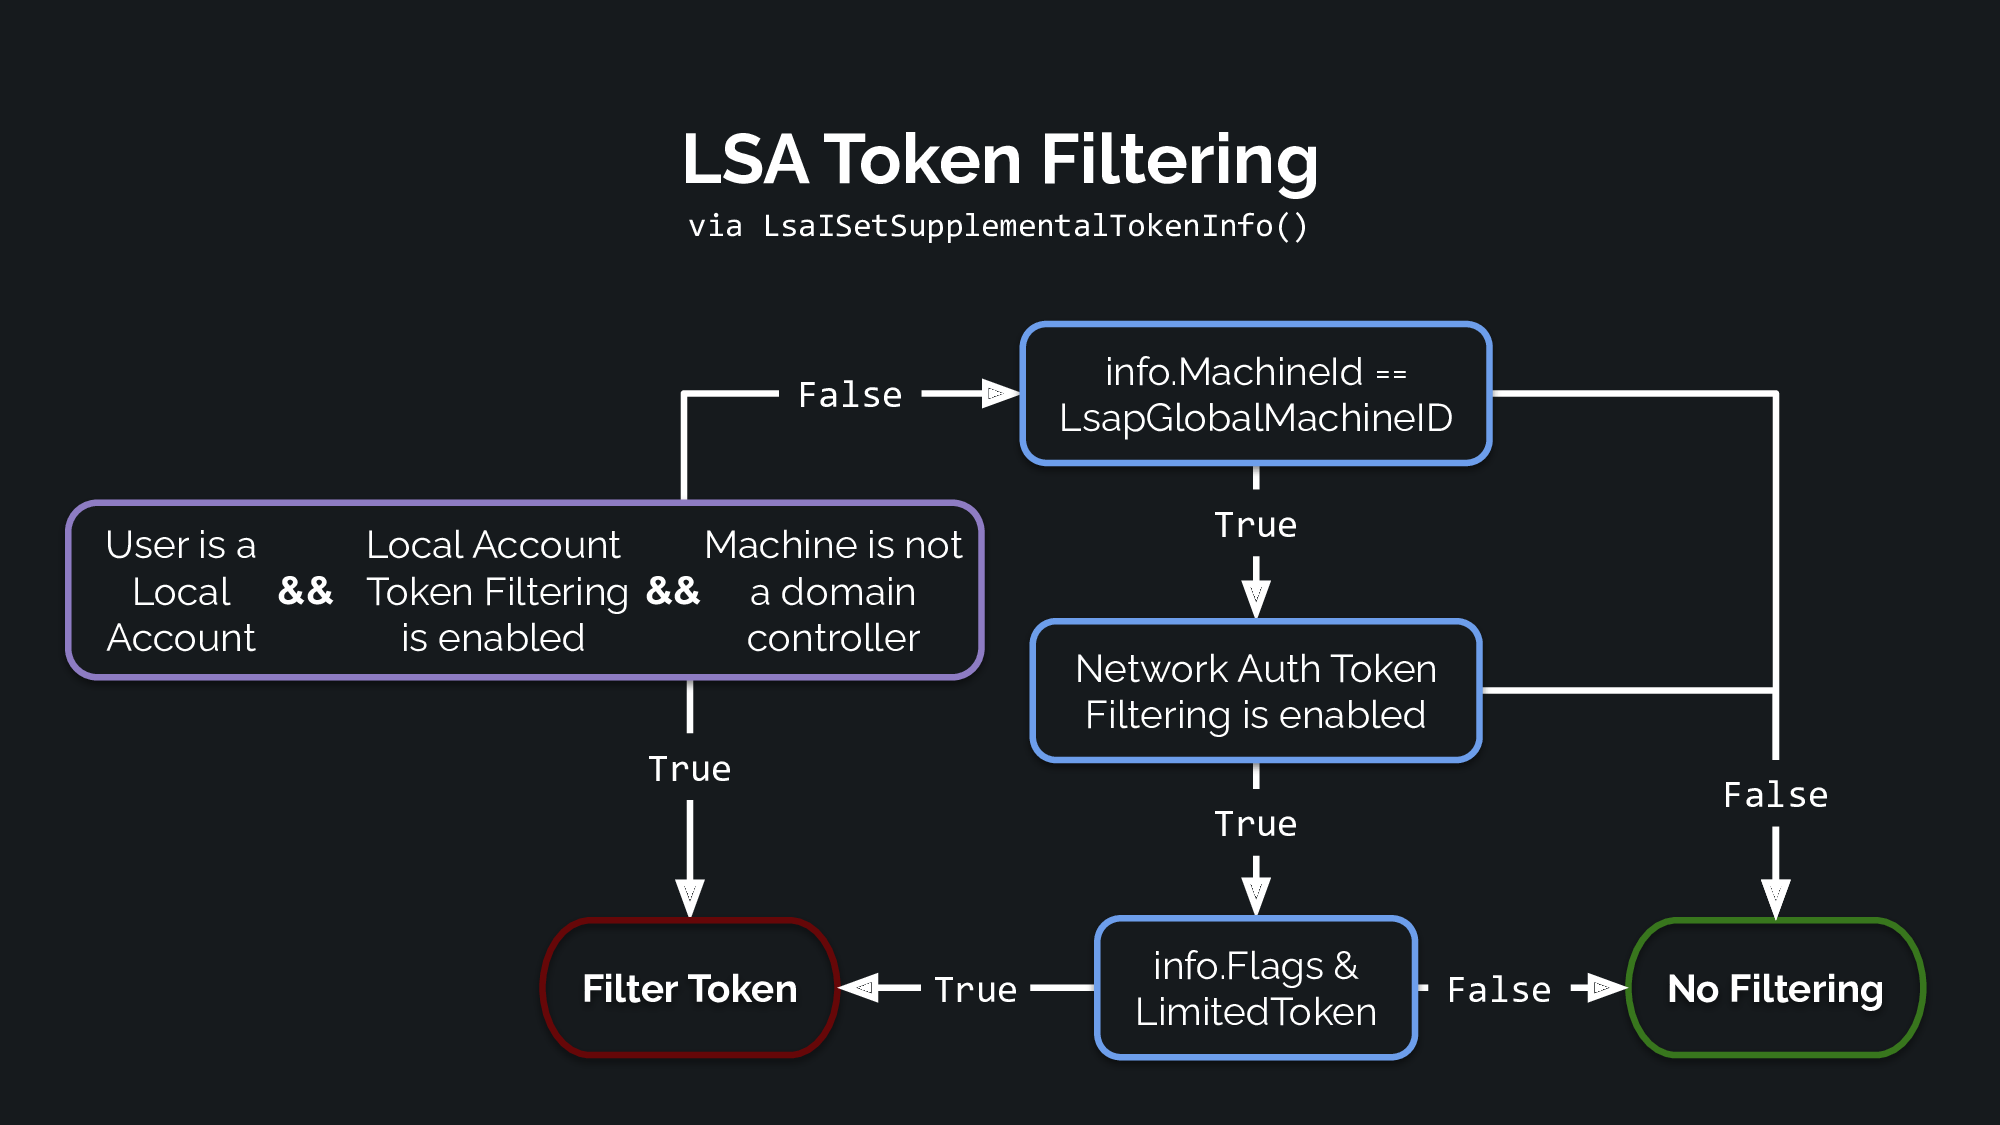 LSA Token Filtering
via LsaISetSupplementalTokenInfo()
False
info.MachineId ==
LsapGlobalMachineID
True
User is a
Local
Account
&&
Local Account
Token Filtering
is enabled
&&
Machine is not
a domain
controller
Network Auth Token
Filtering is enabled
True
True
False
Filter Token
True
info.Flags &
LimitedToken
False
No Filtering